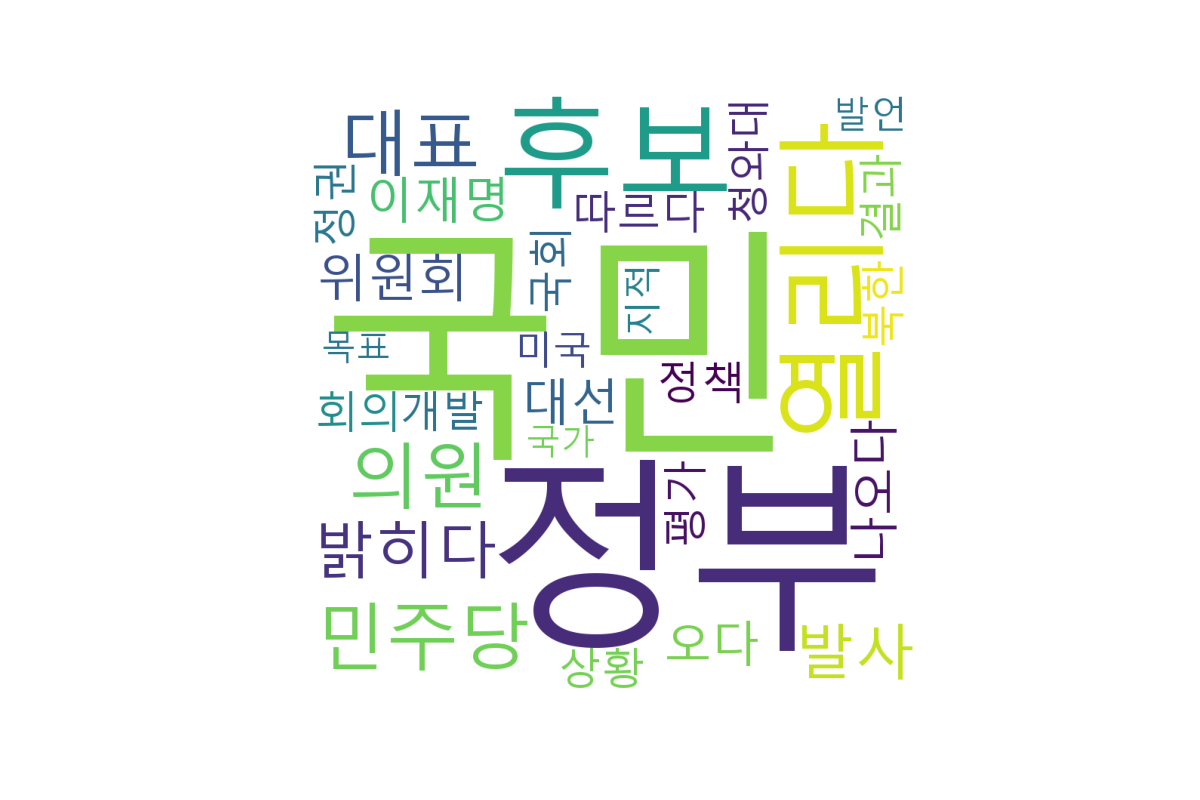 대표
후보
청와대
발언
정권
이재명
따르다
결과
열리다
국민
위원회
국회
지적
북한
목표
미국
정책
회의
개발
대선
국가
의원
평가
나오다
밝히다
정부
민주당
상황
오다
발사